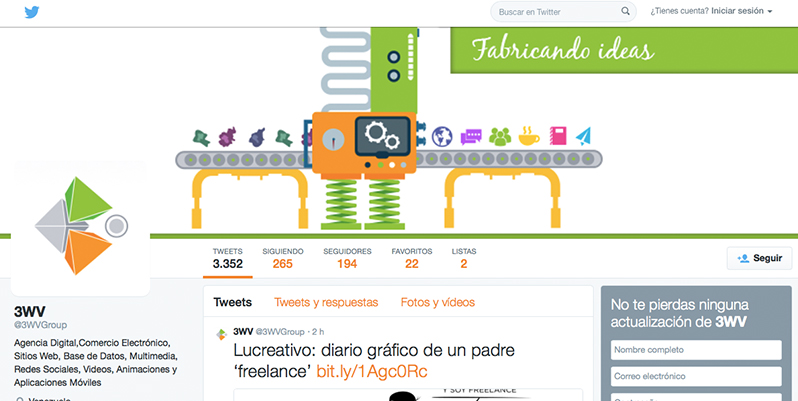 Buscar en Twitter
¿Tienes cuenta? Iniciar sesión
Fabricando ideas
TWEETS
3.352
SIGUIENDO
265
SEGUIDORES
194
FAVORITOS
22
LISTAS
2
Seguir
3WV
@3WVGroup
Agencia Digital,Comercio Electrónico,
Sitios Web, Base de Datos, Multimedia,
Redes Sociales, Videos, Animaciones y
Aplicaciones Móviles
Venezuela
Tweets Tweets y respuestas Fotos y vídeos
3WV @3WVGroup · 2 h
Lucreativo: diario gráfico de un padre
‘freelance’ bit.ly/1Agc0Rc
Y SOY FREELANCE
No te pierdas ninguna
actualización de 3WV
Nombre completo
Correo electrónico